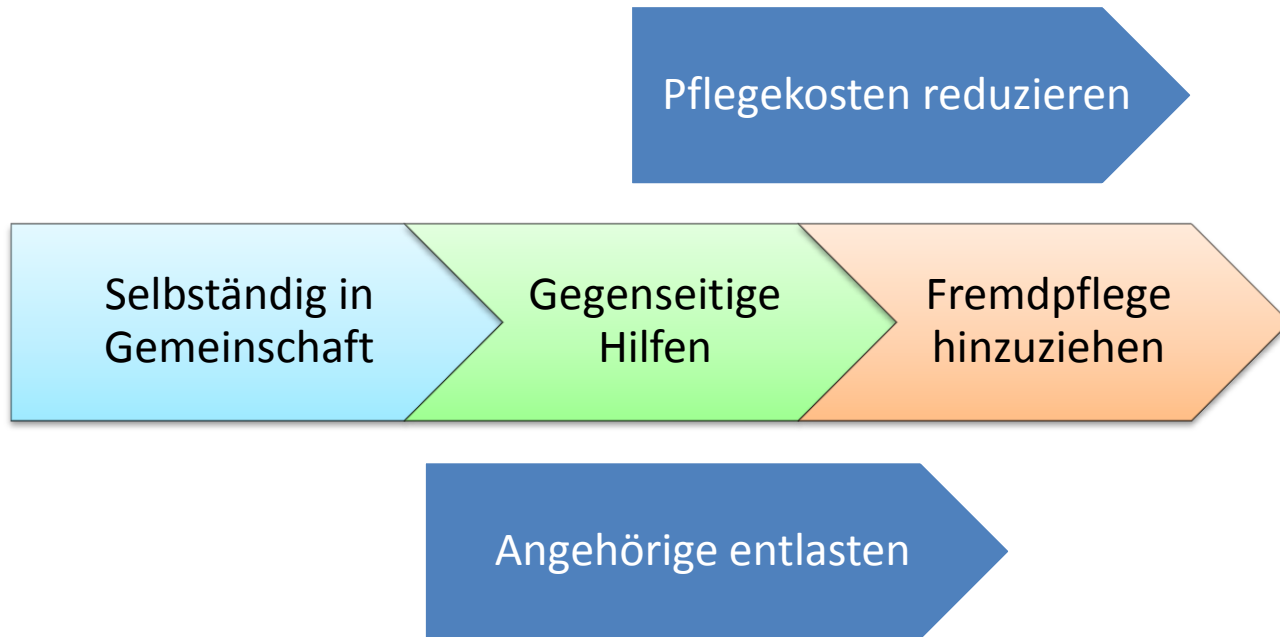 Pflegekosten reduzieren
Selbständig in
Gemeinschaft
Gegenseitige
Hilfen
Fremdpflege
hinzuziehen
Angehörige entlasten